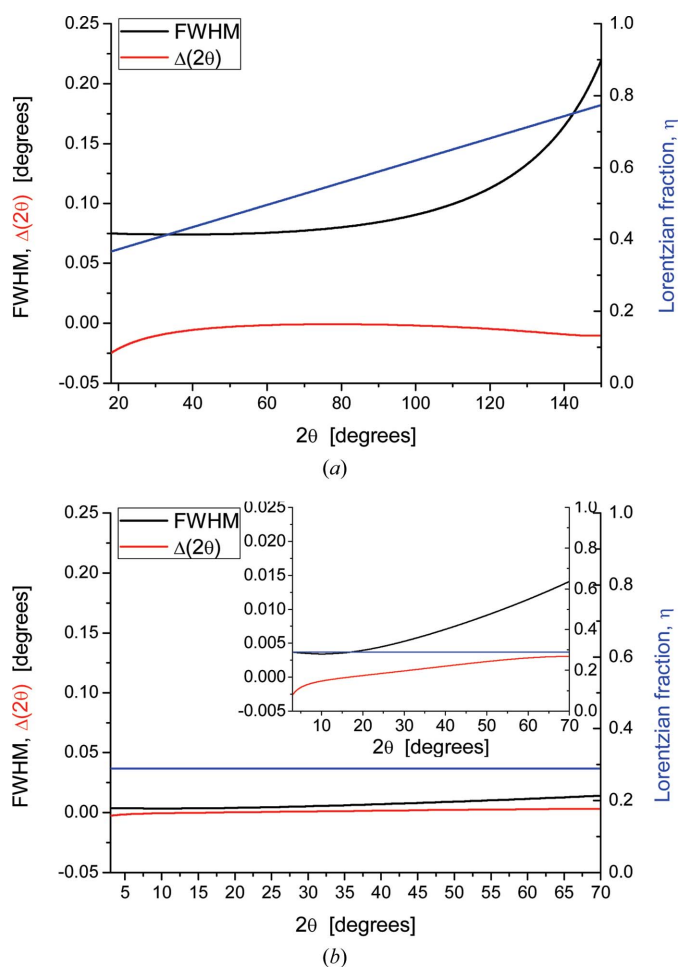 FWHM
Δ(2θ)
0.25
0.20
0.15
0.10
0.05
0.00
-0.05
FWHM, Δ(2θ) [degrees]
1.0
0.8
0.6
0.4
0.2
0.0
Lorentzian fraction, η
20 40 60 80 100 120 140
2θ [degrees]
(a)
FWHM
Δ(2θ)
0.25
0.20
0.15
0.10
0.05
0.00
-0.05
FWHM, Δ(2θ) [degrees]
0.025
0.020
0.015
0.010
0.005
0.000
-0.005
1.0
0.8
0.6
0.4
0.2
0.0
10 20 30 40 50 60 70
2θ [degrees]
1.0
0.8
0.6
0.4
0.2
0.0
Lorentzian fraction, η
5 10 15 20 25 30 35 40 45 50 55 60 65 70
2θ [degrees]
(b)